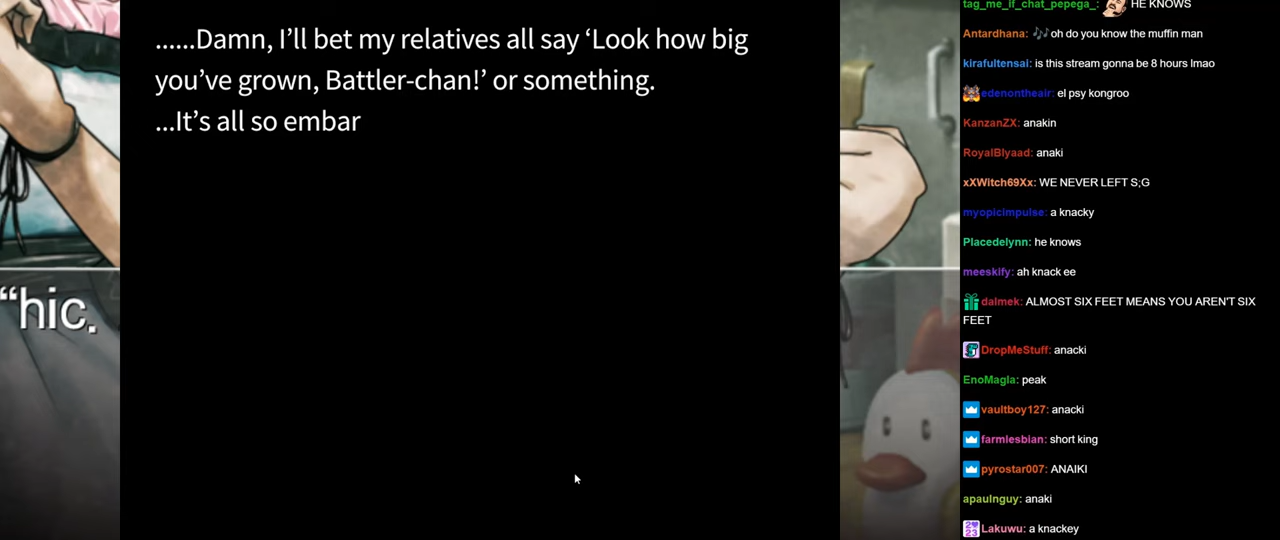 ......Damn, I’ll bet my relatives all say ‘Look how big
you’ve grown, Battler-chan!’ or something.
...It’s all so embar
“hic.
tag_me_if_chat_pepega_: HE KNOWS
Antardhana: 🎶oh do you know the muffin man
kirafultensai: is this stream gonna be 8 hours lmao
edenontheair: el psy kongroo
KanzanZX: anakin
RoyalBlyaad: anaki
xXWitch69Xx: WE NEVER LEFT S;G
myopicimpulse: a knacky
Placedelynn: he knows
meeskify: ah knack ee
dalmek: ALMOST SIX FEET MEANS YOU AREN'T SIX
FEET
DropMeStuff: anacki
EnoMagla: peak
vaultboy127: anacki
farmlesbian: short king
pyrostar007: ANAIKI
apaulnguy: anaki
Lakuwu: a knackey